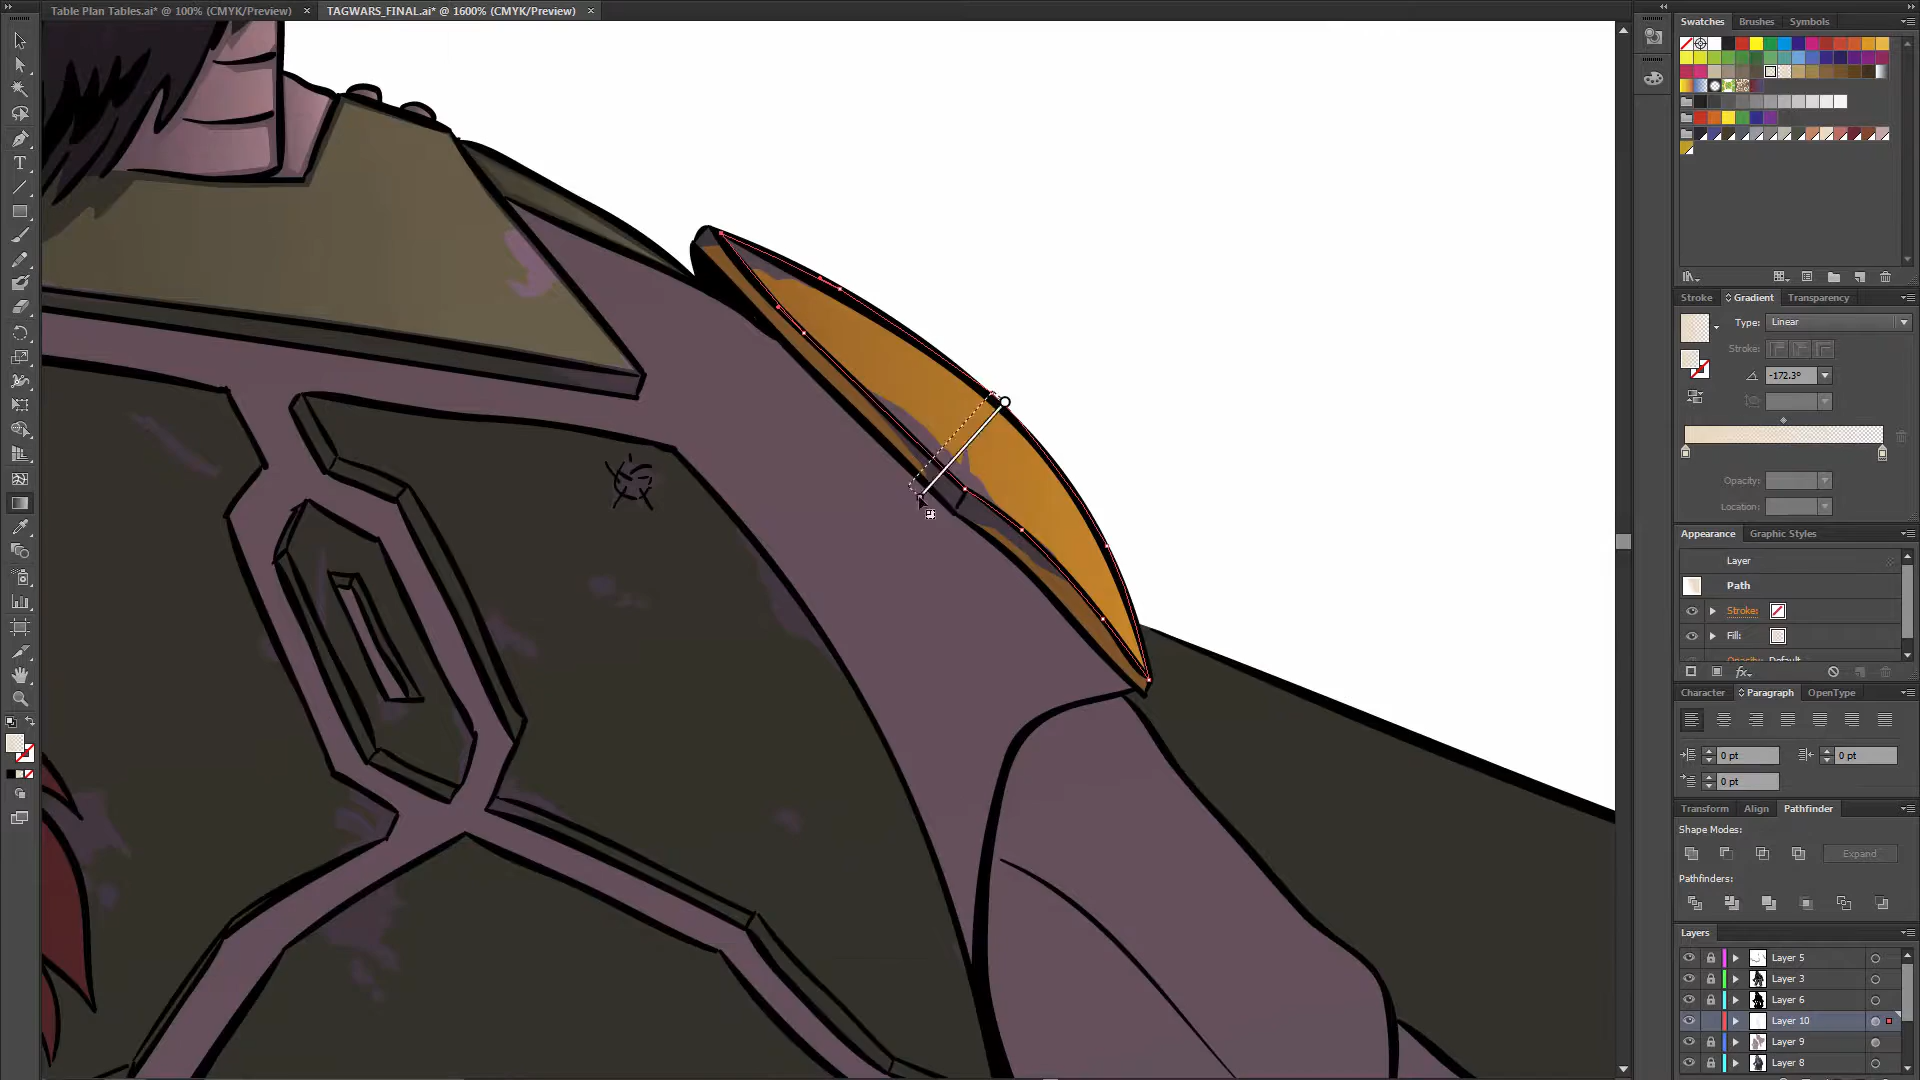 Table Plan Tables.ai* @ 100% (CMYK/Preview) × TAGWARS_FINAL.ai* @ 1600% (CMYK/Preview) ×
Swatches Brushes Symbols
Stroke Gradient Transparency
Type: Linear
Stroke:
-172.3°
Opacity:
Location:
Appearance Graphic Styles
Layer
Path
Stroke:
Fill:
Opacity: Default
fx
Character Paragraph OpenType
0 pt 0 pt
0 pt
Transform Align Pathfinder
Shape Modes:
Expand
Pathfinders:
Layers
Layer 5
Layer 3
Layer 6
Layer 10
Layer 9
Layer 8